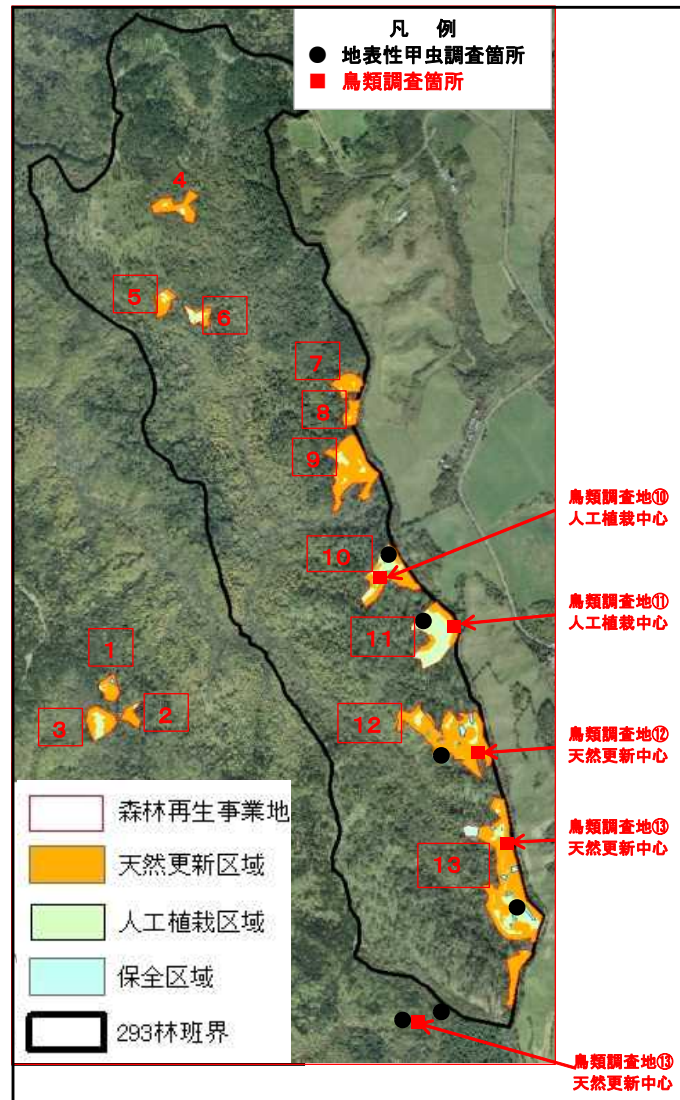 凡 例
● 地表性甲虫調査箇所
■ 鳥類調査箇所
4
5
6
7
8
9
10
11
1
2
3
12
13
鳥類調査地⑩
人工植栽中心
鳥類調査地⑪
人工植栽中心
鳥類調査地⑫
天然更新中心
鳥類調査地⑬
天然更新中心
鳥類調査地⑬
天然更新中心
森林再生事業地
天然更新区域
人工植栽区域
保全区域
293林班界